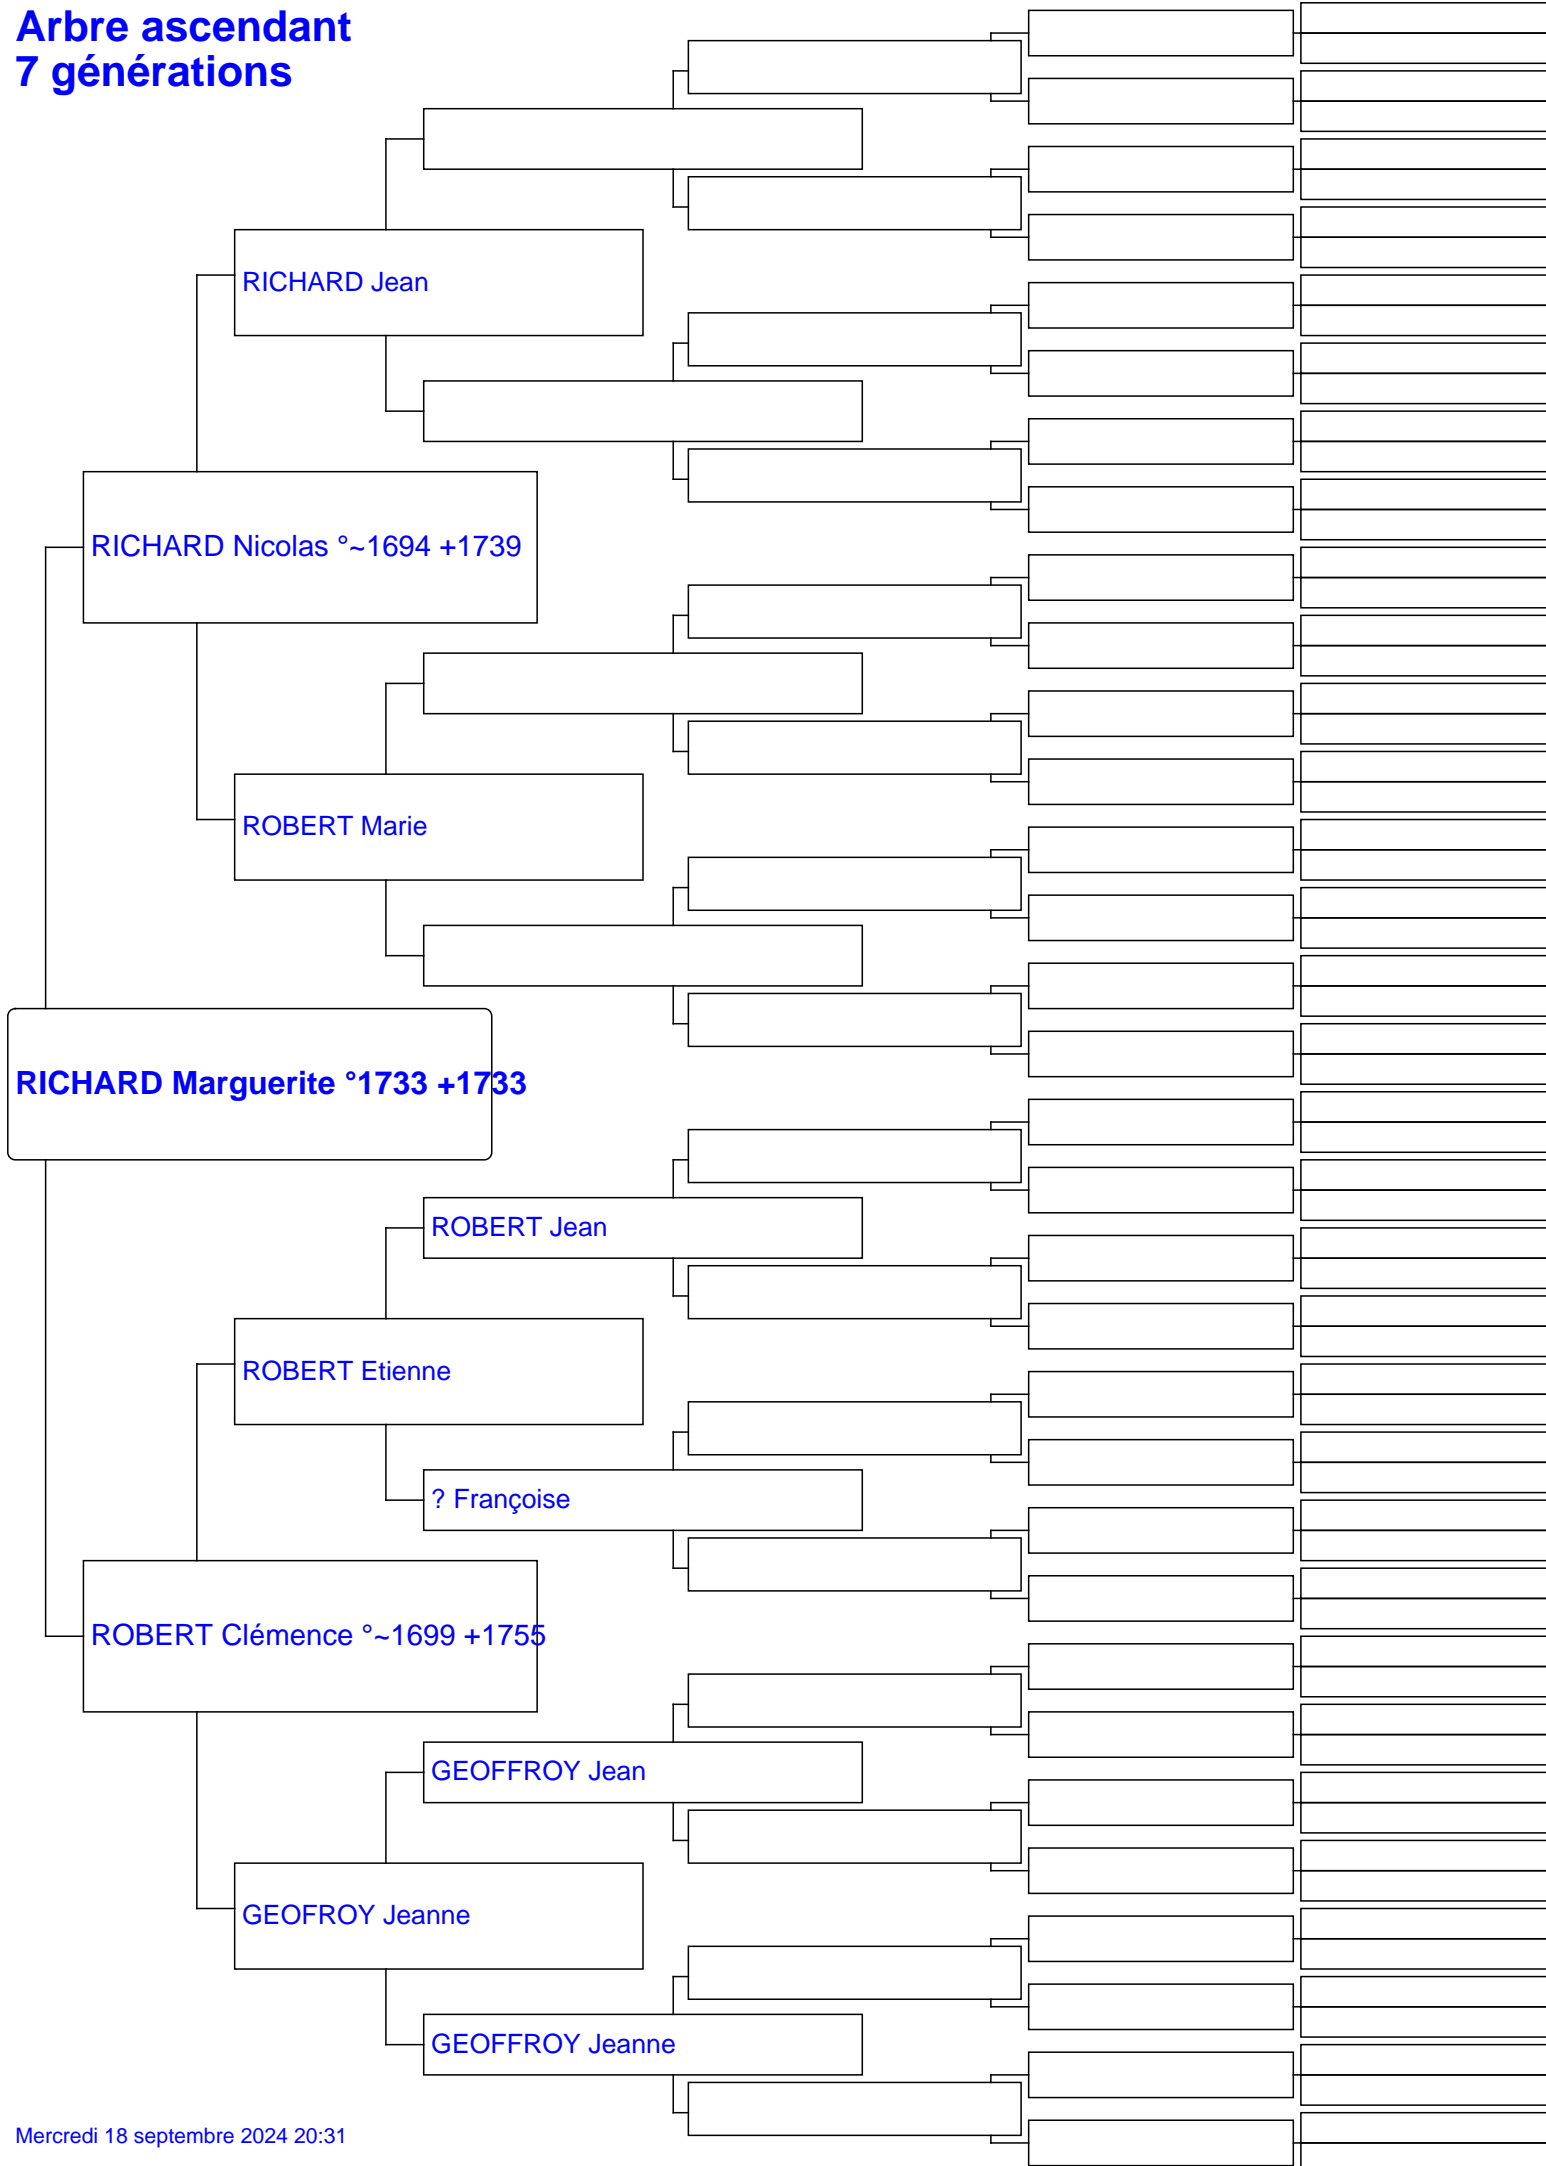 Arbre ascendant
7 générations
RICHARD Jean
RICHARD Nicolas °~1694 +1739
ROBERT Marie
RICHARD Marguerite °1733 +1733
ROBERT Jean
ROBERT Etienne
? Françoise
ROBERT Clémence °~1699 +1755
GEOFFROY Jean
GEOFROY Jeanne
GEOFFROY Jeanne
Mercredi 18 septembre 2024 20:31